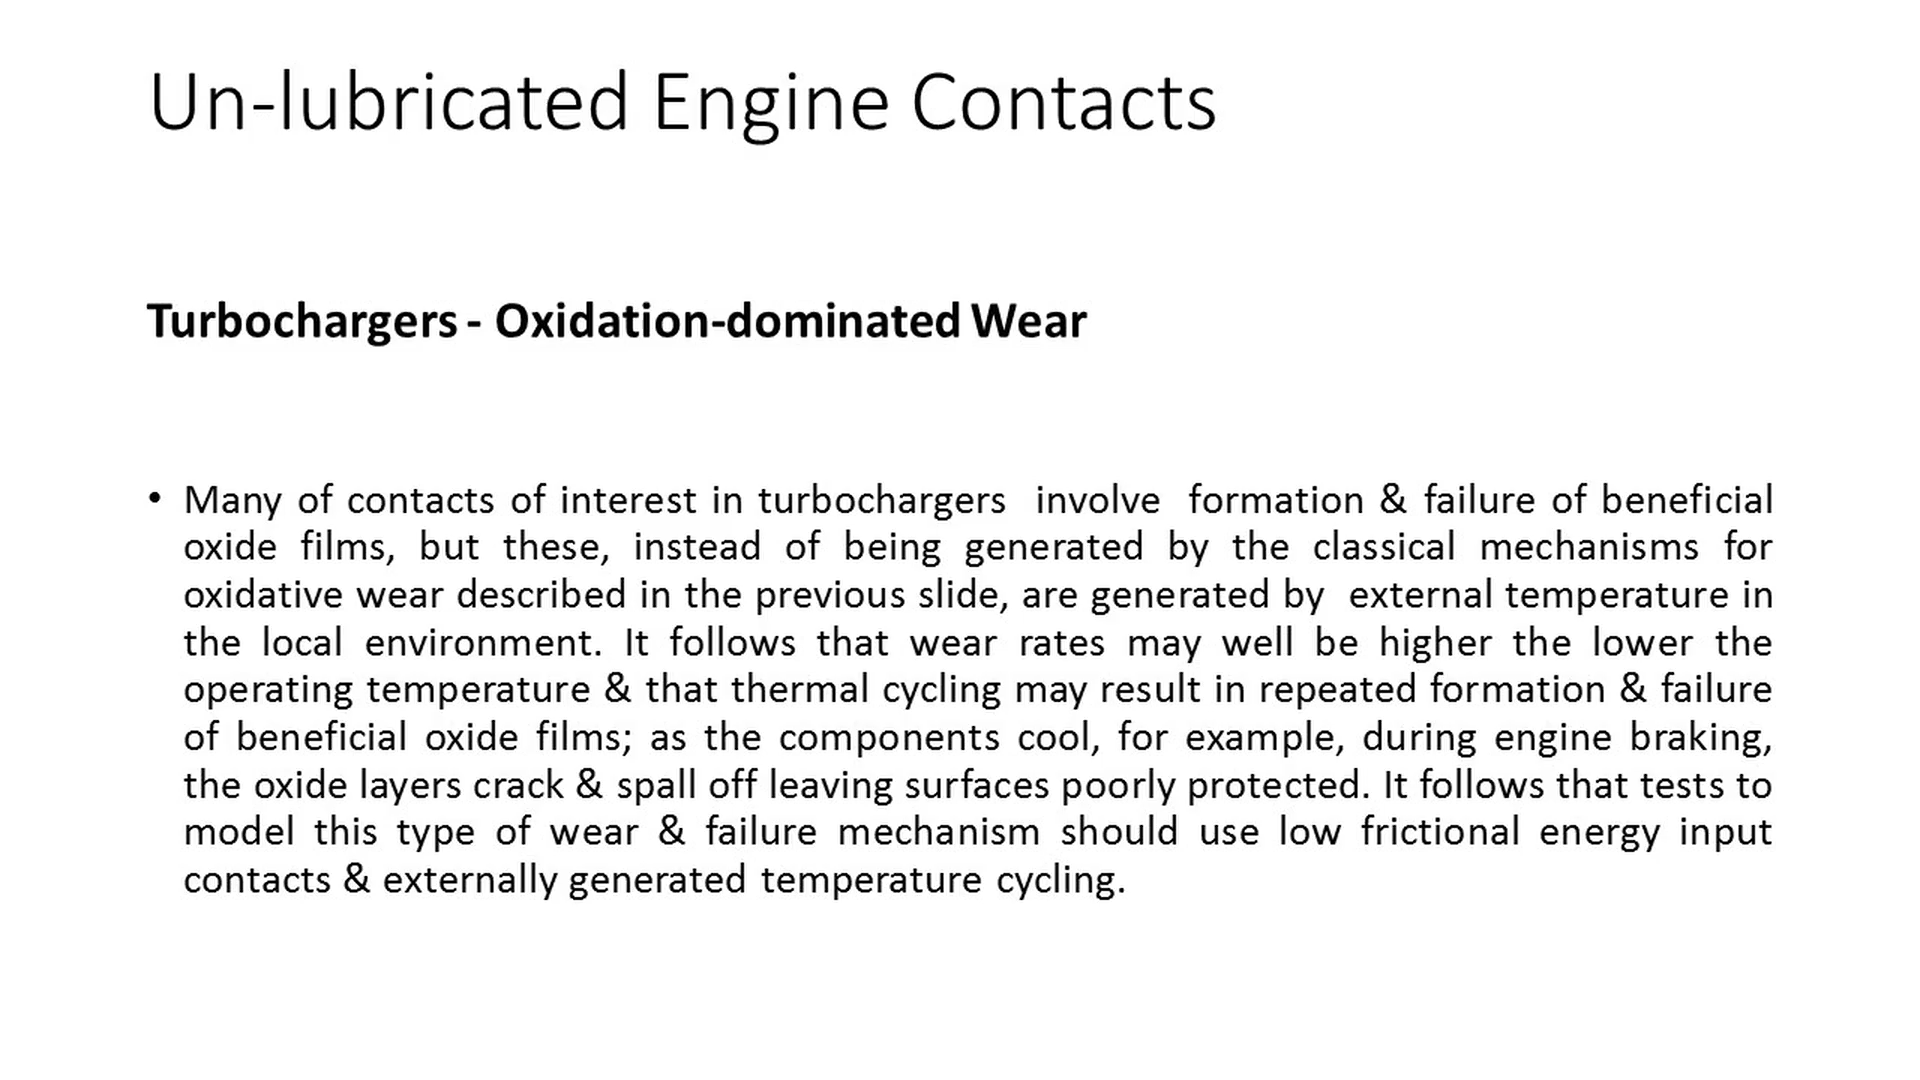 Un-lubricated Engine Contacts
Turbochargers - Oxidation-dominated Wear
• Many of contacts of interest in turbochargers involve formation & failure of beneficial
oxide films, but these, instead of being generated by the classical mechanisms for
oxidative wear described in the previous slide, are generated by external temperature in
the local environment. It follows that wear rates may well be higher the lower the
operating temperature & that thermal cycling may result in repeated formation & failure
of beneficial oxide films; as the components cool, for example, during engine braking,
the oxide layers crack & spall off leaving surfaces poorly protected. It follows that tests to
model this type of wear & failure mechanism should use low frictional energy input
contacts & externally generated temperature cycling.